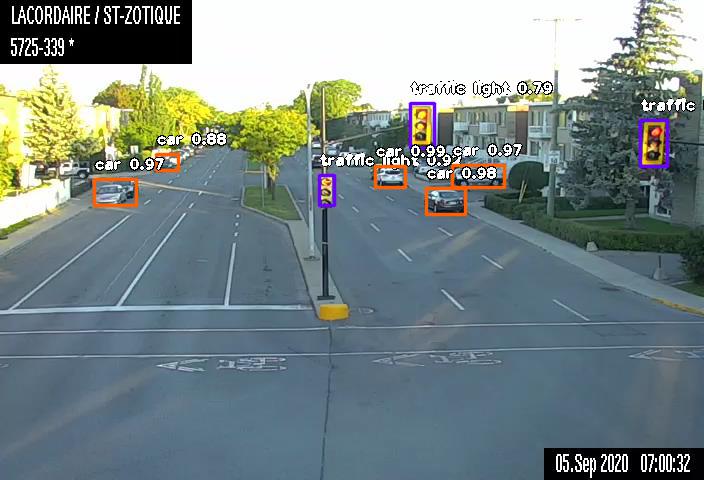 LACORDAIRE / ST-ZOTIQUE
5725-339 *
traffic light 0.79
traffic
car 0.88
car 0.99
car 0.97
car 0.97
traffic light 0.92
car 0.98
05.Sep 2020 07:00:32